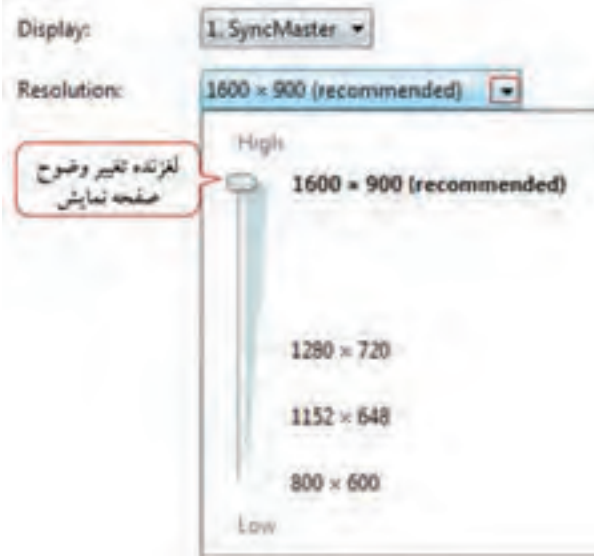 Display: 1. SyncMaster
Resolution: 1600 × 900 (recommended)
High
لغزنده تغییر وضوح
صفحه نمایش
1600 × 900 (recommended)
1280 × 720
1152 × 648
800 × 600
Low